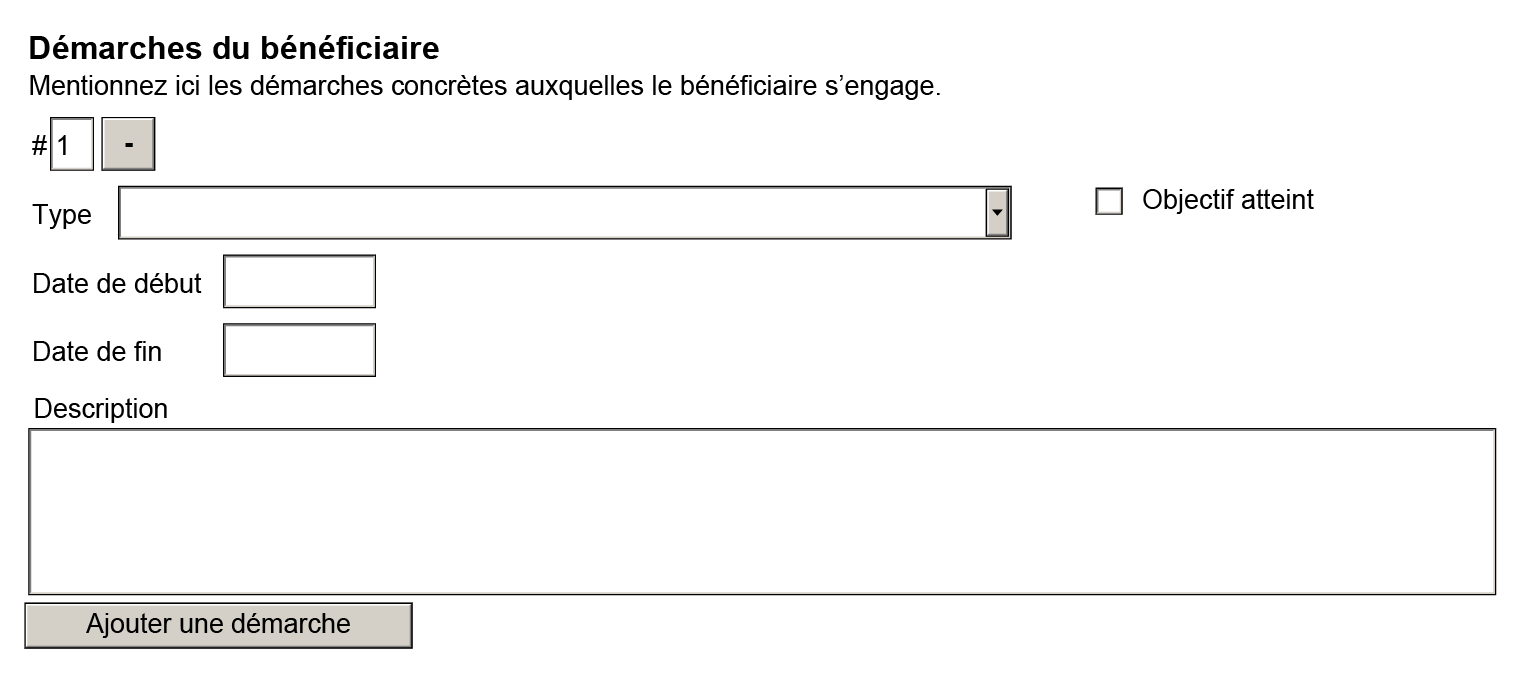 Démarches du bénéficiaire
Mentionnez ici les démarches concrètes auxquelles le bénéficiaire s’engage.
#1 -
Type
Objectif atteint
Date de début
Date de fin
Description
Ajouter une démarche